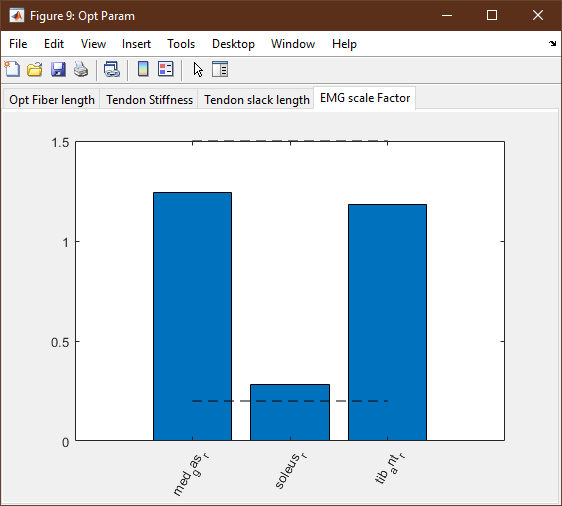 Figure 9: Opt Param
File Edit View Insert Tools Desktop Window Help
Opt Fiber length Tendon Stiffness Tendon slack length EMG scale Factor
1.5
1
0.5
0
med_gas_r soleus_r tib_ant_r